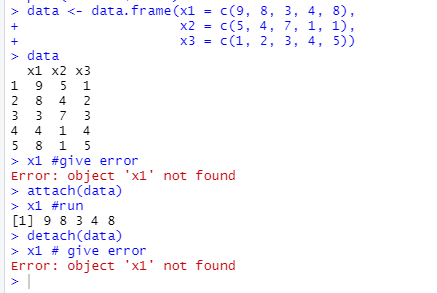 > data <- data.frame(x1 = c(9, 8, 3, 4, 8),
+                    x2 = c(5, 4, 7, 1, 1),
+                    x3 = c(1, 2, 3, 4, 5))
> data
  x1 x2 x3
1  9  5  1
2  8  4  2
3  3  7  3
4  4  1  4
5  8  1  5
> x1 #give error
Error: object 'x1' not found
> attach(data)
> x1 #run
[1] 9 8 3 4 8
> detach(data)
> x1 # give error
Error: object 'x1' not found
>